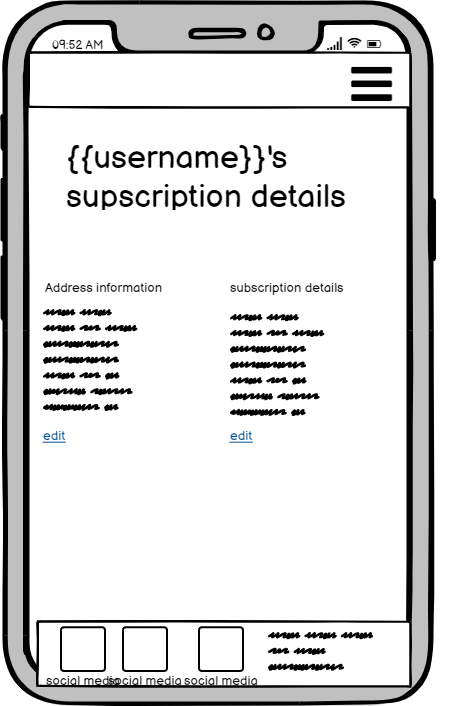 09:52 AM
{{username}}'s
supscription details
Address information
subscription details
edit
edit
social media social media social media